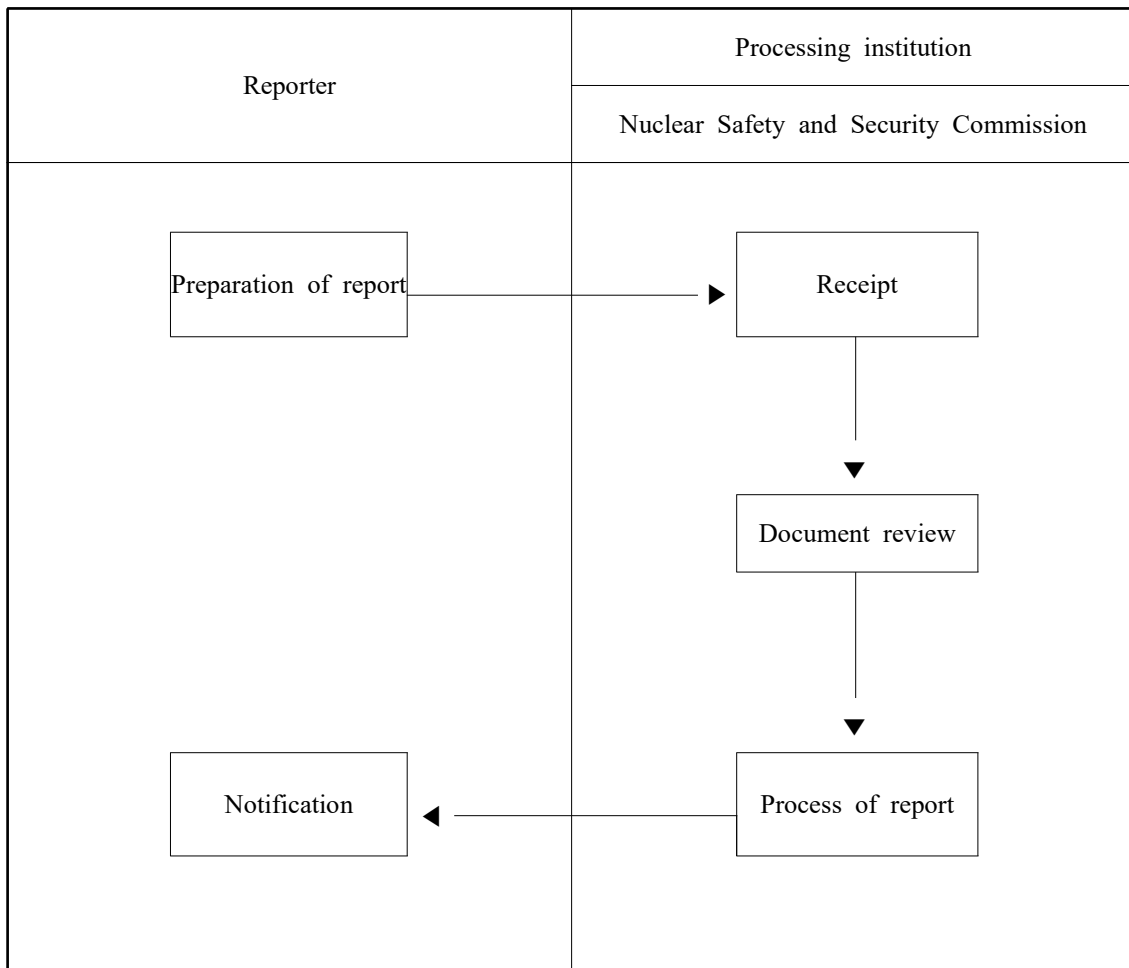 Reporter
Processing institution
Nuclear Safety and Security Commission
Preparation of report
Receipt
Document review
Notification
Process of report